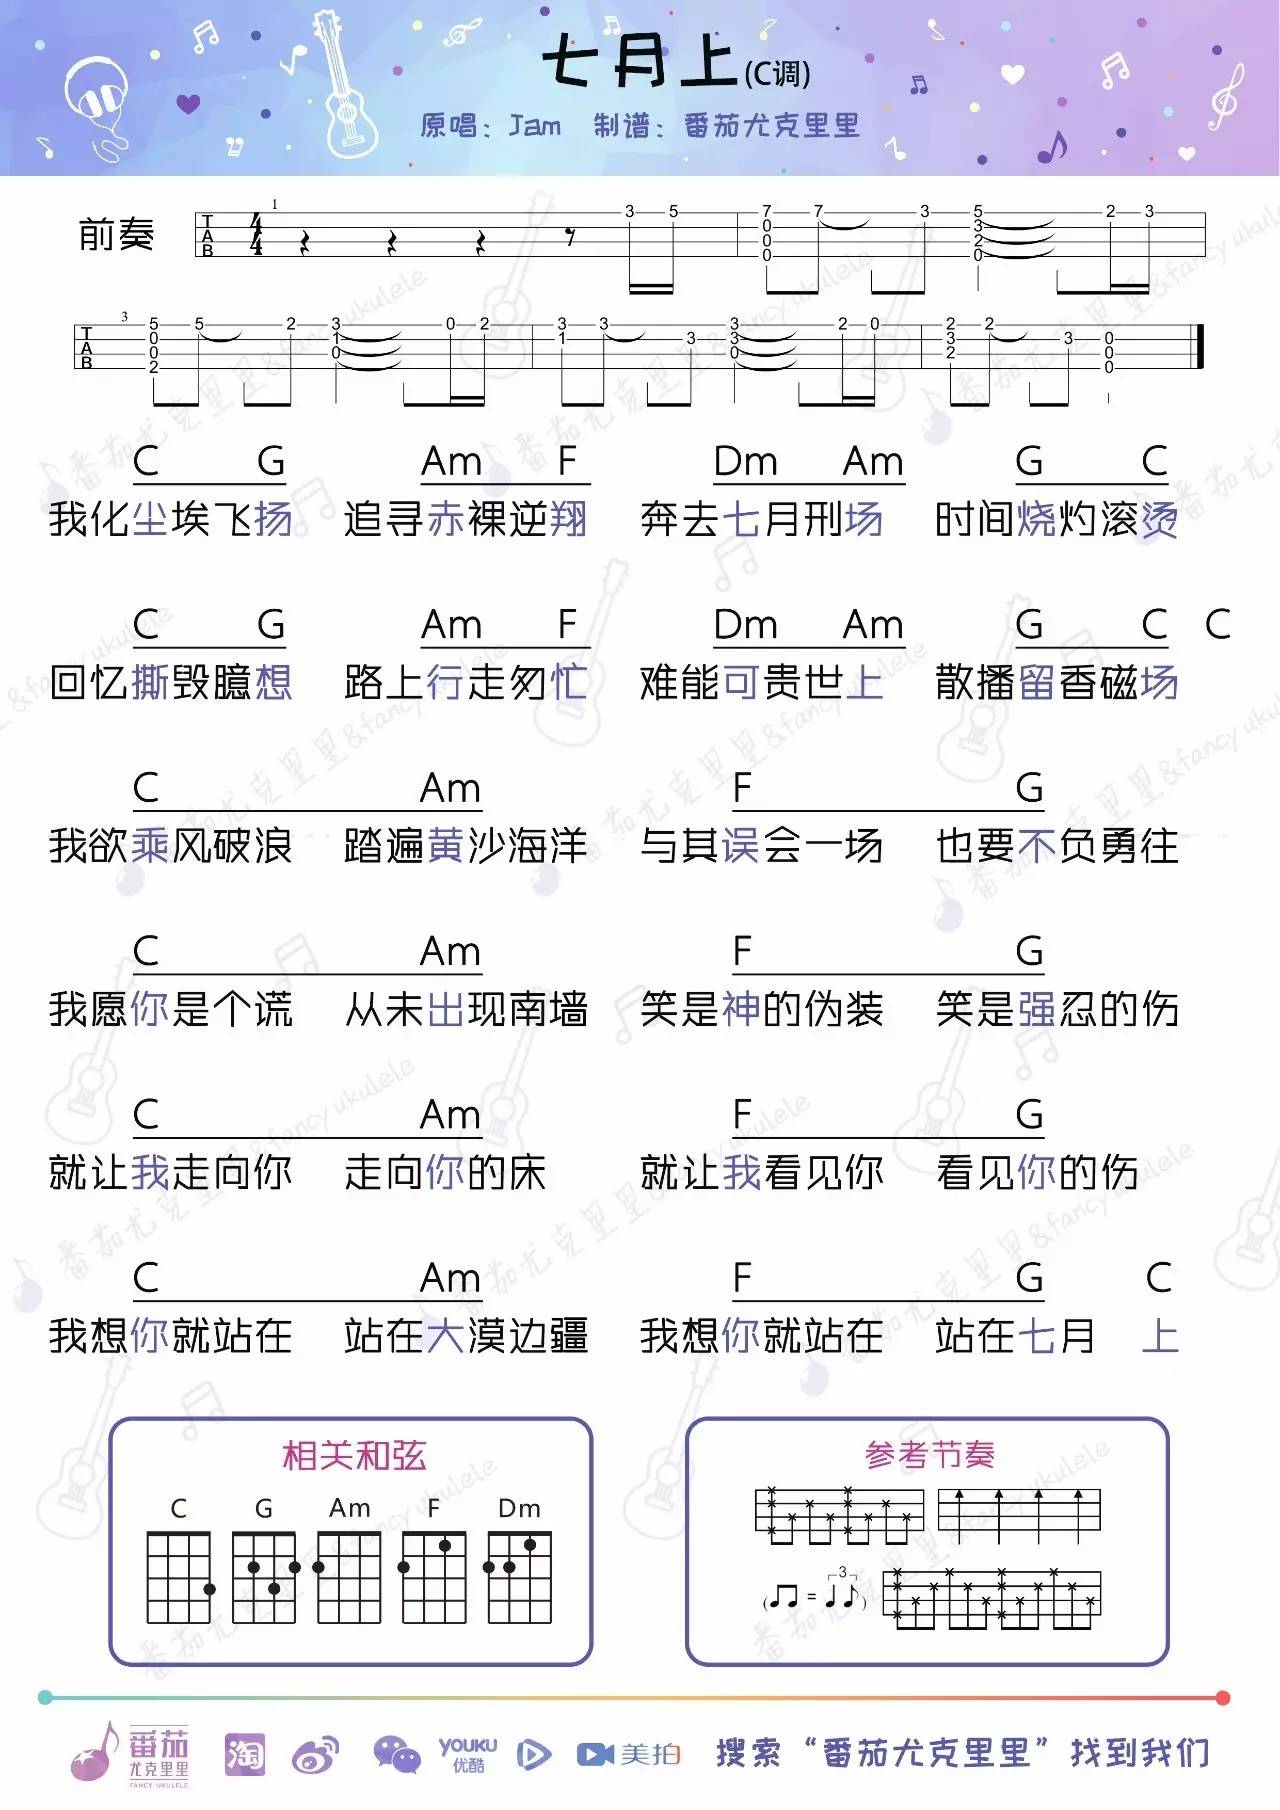 七月上(C调)
原唱：Jam 制谱：番茄尤克里里
前奏
TAB 4/4 1 3 5 7 0 0 0 7 3 5 3 2 0 2 3
TAB 3 5 0 0 2 5 2 3 1 0 0 2 3 1 3 3 3 3 0 2 0 2 3 2 2 3 0 0 0
C G Am F Dm Am G C
我化尘埃飞扬 追寻赤裸逆翔 奔去七月刑场 时间烧灼滚烫
C G Am F Dm Am G C C
回忆撕毁臆想 路上行走匆忙 难能可贵世上 散播留香磁场
C Am F G
我欲乘风破浪 踏遍黄沙海洋 与其误会一场 也要不负勇往
C Am F G
我愿你是个谎 从未出现南墙 笑是神的伪装 笑是强忍的伤
C Am F G
就让我走向你 走向你的床 就让我看见你 看见你的伤
C Am F G C
我想你就站在 站在大漠边疆 我想你就站在 站在七月 上
相关和弦
C G Am F Dm
参考节奏
( = 3 )
番茄
尤克里里
FANCY UKULELE
淘
YOUKU
优酷
美拍
搜索“番茄尤克里里”找到我们
番茄尤克里里&fancy ukulele